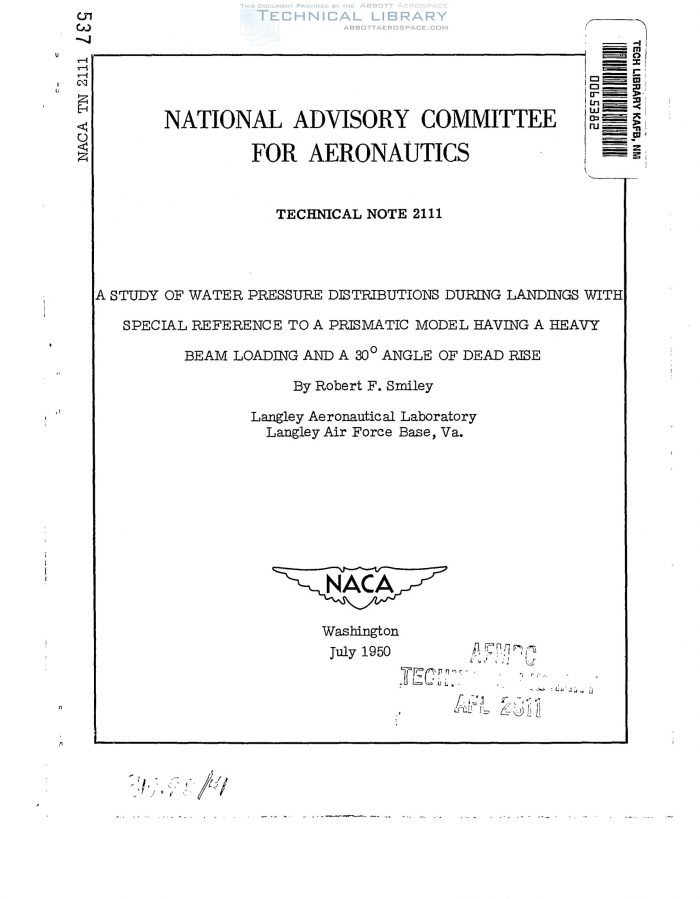 THIS DOCUMENT PROVIDED BY THE ABBOTT AEROSPACE
TECHNICAL LIBRARY
ABBOTTAEROSPACE.COM
537
NACA TN 2111
TECH LIBRARY KAFB, NM
0065382
NATIONAL ADVISORY COMMITTEE
FOR AERONAUTICS
TECHNICAL NOTE 2111
A STUDY OF WATER PRESSURE DISTRIBUTIONS DURING LANDINGS WITH
SPECIAL REFERENCE TO A PRISMATIC MODEL HAVING A HEAVY
BEAM LOADING AND A 30° ANGLE OF DEAD RISE
By Robert F. Smiley
Langley Aeronautical Laboratory
Langley Air Force Base, Va.
NACA
Washington
July 1950
AFL 2811